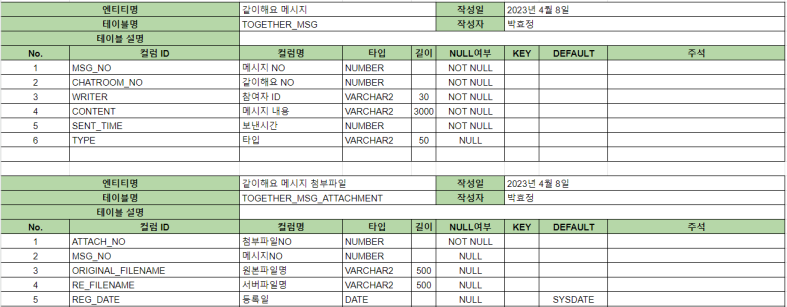 엔티티명 같이해요 메시지 작성일 2023년 4월 8일
테이블명 TOGETHER_MSG 작성자 박효정
테이블 설명
No. 컬럼 ID 컬럼명 타입 길이 NULL여부 KEY DEFAULT 주석
1 MSG_NO 메시지 NO NUMBER NOT NULL
2 CHATROOM_NO 같이해요 NO NUMBER NOT NULL
3 WRITER 참여자 ID VARCHAR2 30 NOT NULL
4 CONTENT 메시지 내용 VARCHAR2 3000 NOT NULL
5 SENT_TIME 보낸시간 NUMBER NOT NULL
6 TYPE 타입 VARCHAR2 50 NULL
엔티티명 같이해요 메시지 첨부파일 작성일 2023년 4월 8일
테이블명 TOGETHER_MSG_ATTACHMENT 작성자 박효정
테이블 설명
No. 컬럼 ID 컬럼명 타입 길이 NULL여부 KEY DEFAULT 주석
1 ATTACH_NO 첨부파일NO NUMBER NOT NULL
2 MSG_NO 메시지NO NUMBER NULL
3 ORIGINAL_FILENAME 원본파일명 VARCHAR2 500 NULL
4 RE_FILENAME 서버파일명 VARCHAR2 500 NULL
5 REG_DATE 등록일 DATE NULL SYSDATE